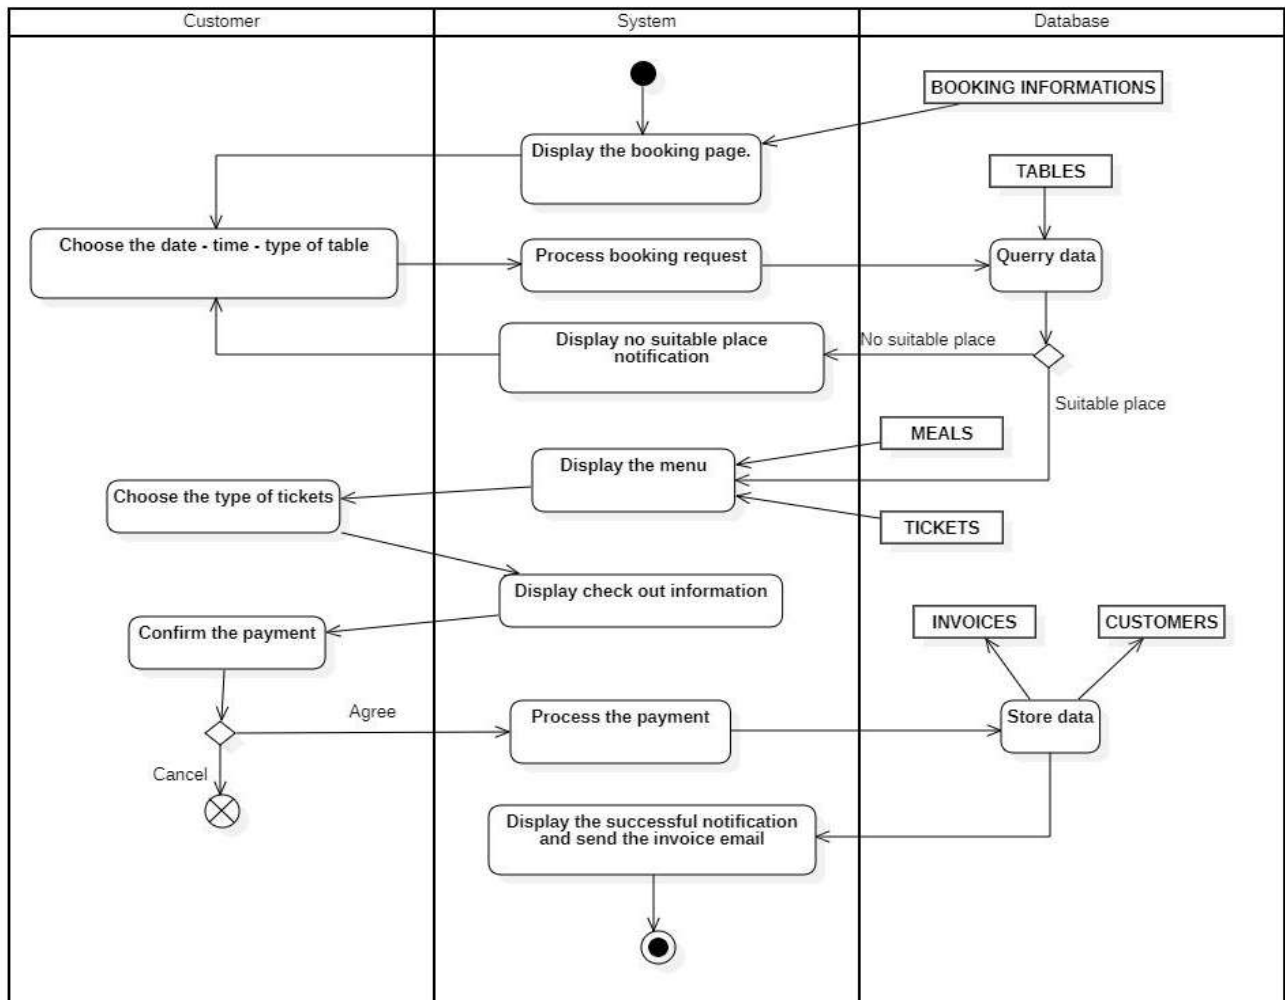 Customer
System
Database
BOOKING INFORMATIONS
Display the booking page.
TABLES
Choose the date - time - type of table
Process booking request
Querry data
Display no suitable place
notification
No suitable place
Suitable place
MEALS
Display the menu
Choose the type of tickets
TICKETS
Display check out information
Confirm the payment
INVOICES
CUSTOMERS
Agree
Process the payment
Store data
Cancel
Display the successful notification
and send the invoice email